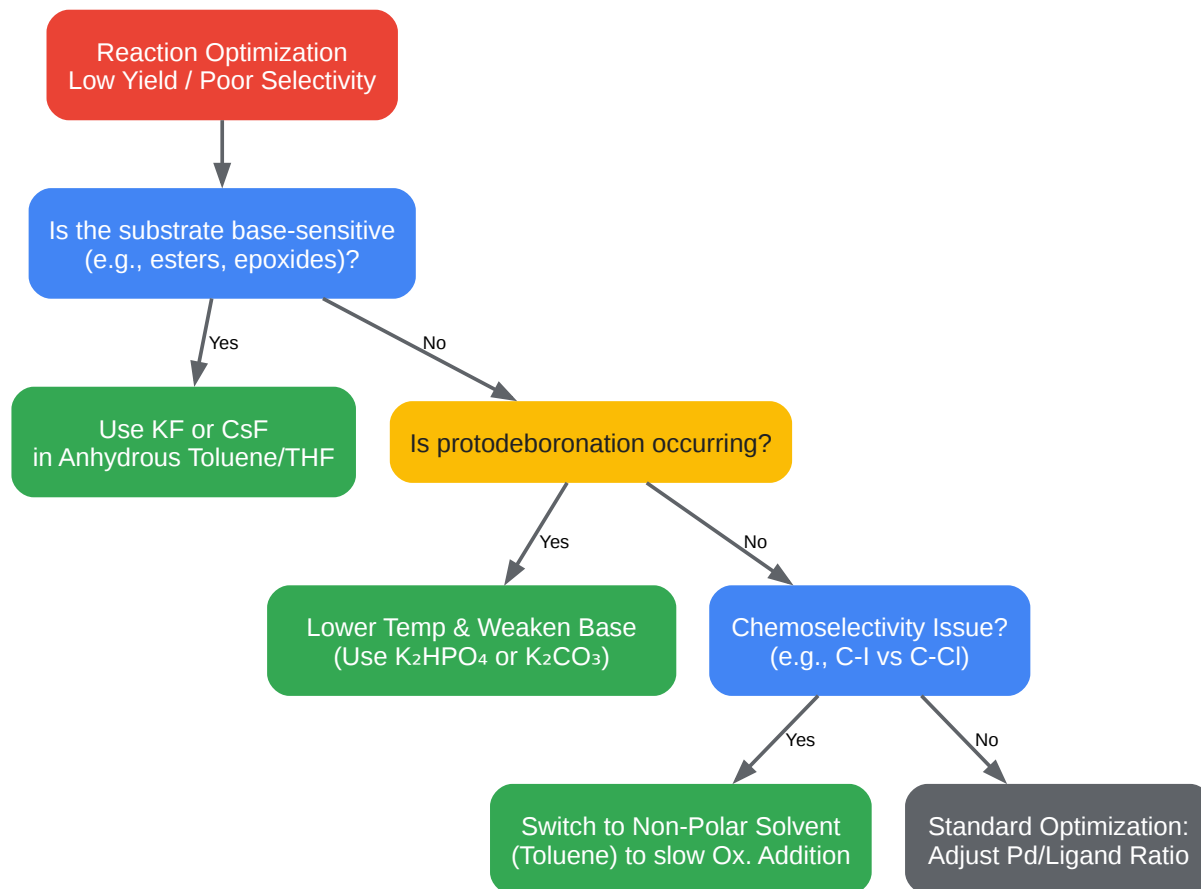 Reaction Optimization
Low Yield / Poor Selectivity
Is the substrate base-sensitive
(e.g., esters, epoxides)?
Yes
No
Use KF or CsF
in Anhydrous Toluene/THF
Is protodeboronation occurring?
Yes
No
Lower Temp & Weaken Base
(Use K₂HPO₄ or K₂CO₃)
Chemoselectivity Issue?
(e.g., C-I vs C-Cl)
Yes
No
Switch to Non-Polar Solvent
(Toluene) to slow Ox. Addition
Standard Optimization:
Adjust Pd/Ligand Ratio